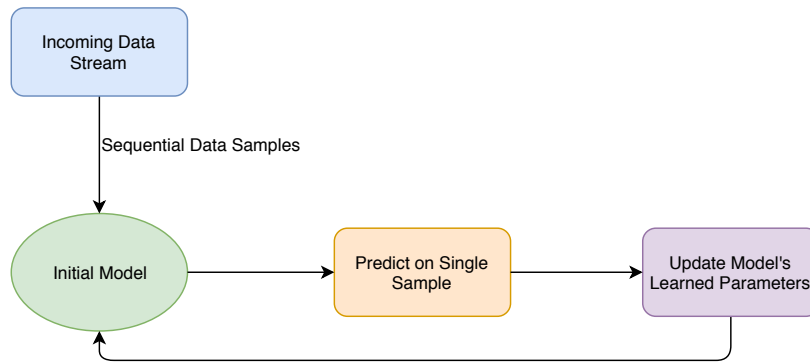 Incoming Data
Stream
Sequential Data Samples
Initial Model
Predict on Single
Sample
Update Model's
Learned Parameters